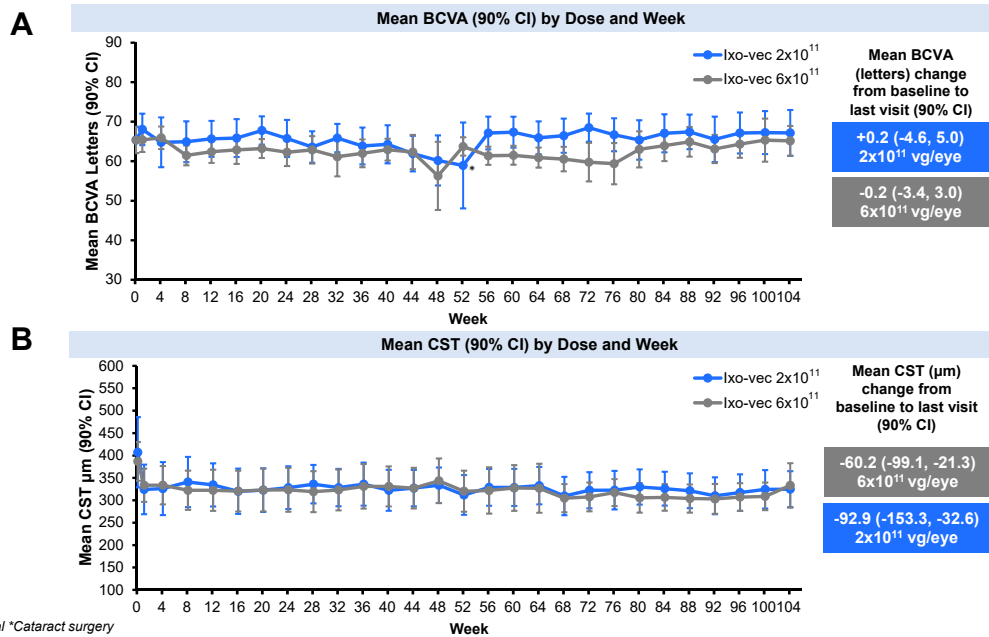 A
Mean BCVA (90% CI) by Dose and Week
Mean BCVA Letters (90% CI)
90
80
70
60
50
40
30
Ixo-vec 2x10¹¹
Ixo-vec 6x10¹¹
*
0 4 8 12 16 20 24 28 32 36 40 44 48 52 56 60 64 68 72 76 80 84 88 92 96 100 104
Week
Mean BCVA
(letters) change
from baseline to
last visit (90% CI)
+0.2 (-4.6, 5.0)
2x10¹¹ vg/eye
-0.2 (-3.4, 3.0)
6x10¹¹ vg/eye
B
Mean CST (90% CI) by Dose and Week
Mean CST µm (90% CI)
600
550
500
450
400
350
300
250
200
150
100
Ixo-vec 2x10¹¹
Ixo-vec 6x10¹¹
0 4 8 12 16 20 24 28 32 36 40 44 48 52 56 60 64 68 72 76 80 84 88 92 96 100 104
Week
Mean CST (µm)
change from
baseline to last visit
(90% CI)
-60.2 (-99.1, -21.3)
6x10¹¹ vg/eye
-92.9 (-153.3, -32.6)
2x10¹¹ vg/eye
*Cataract surgery